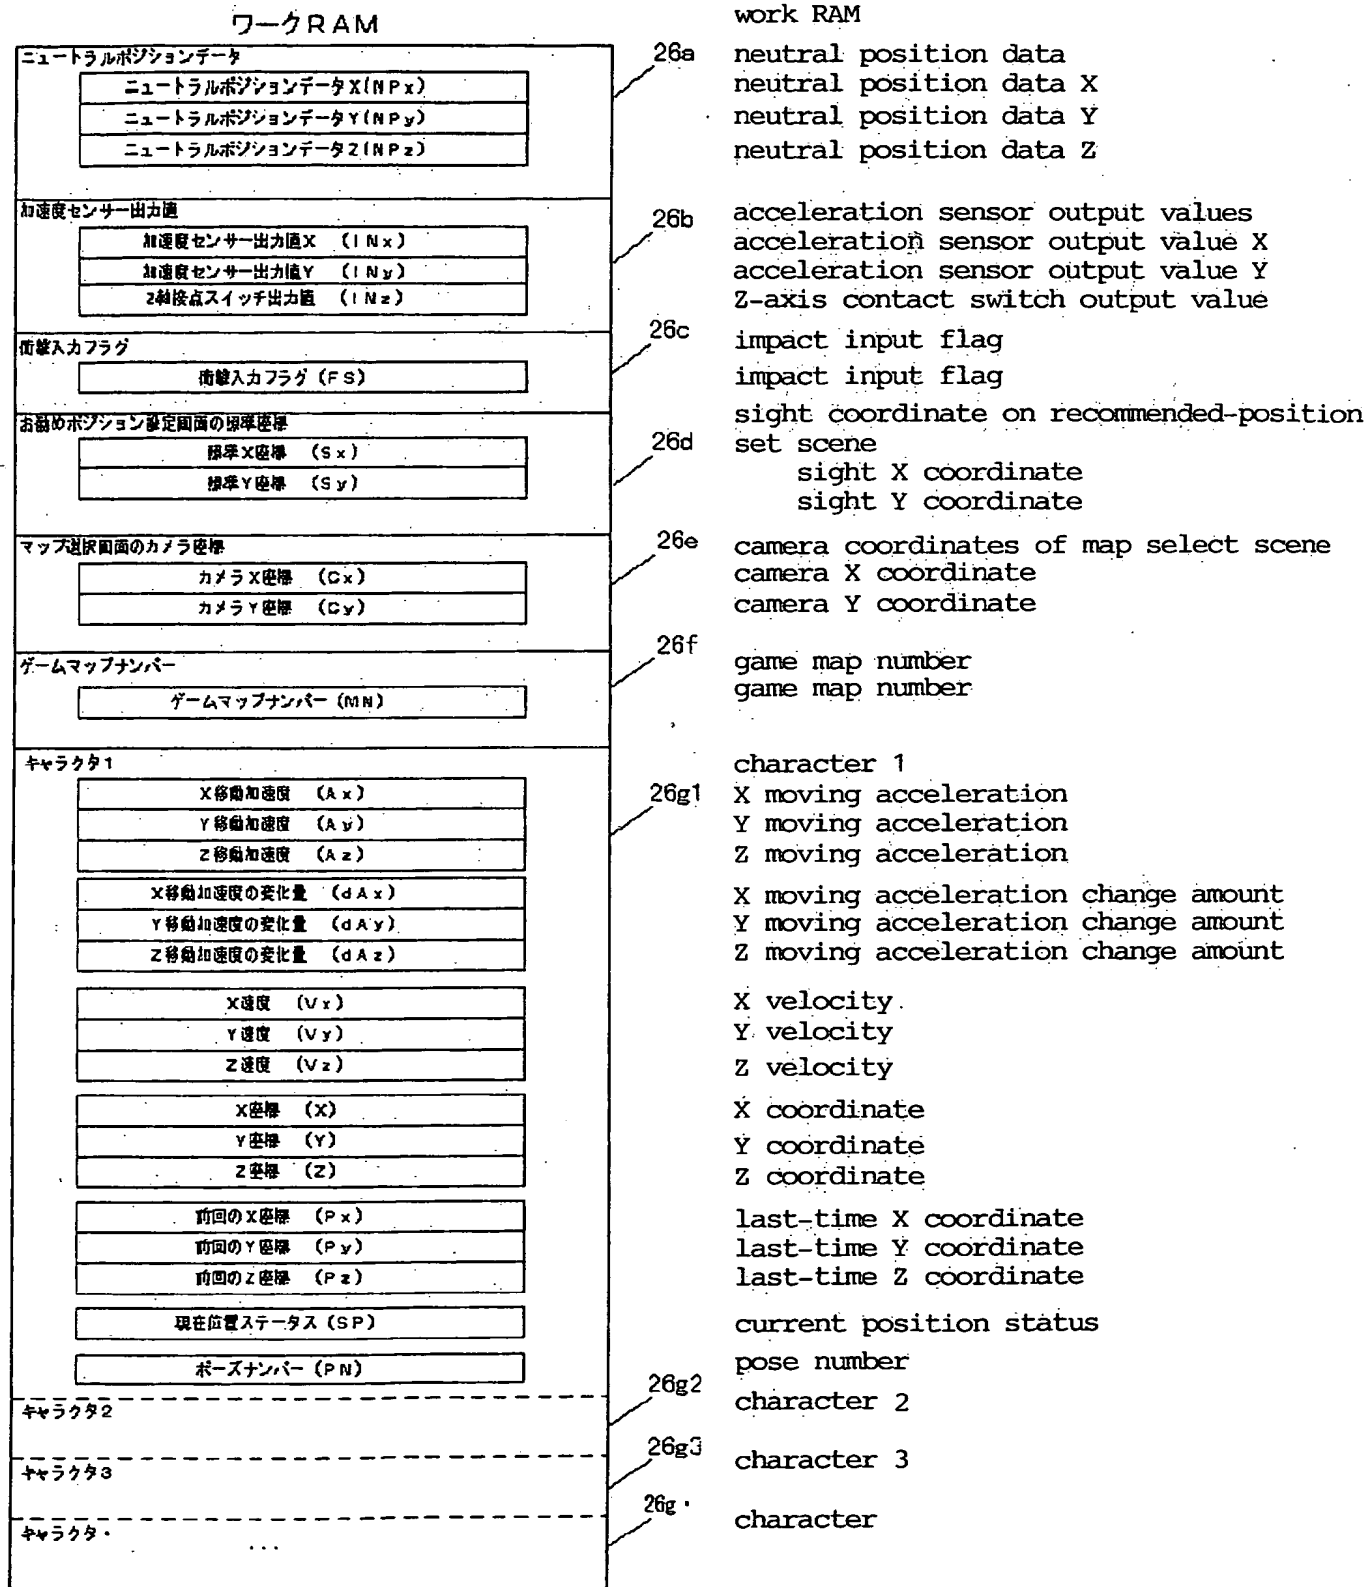 ワークRAM
work RAM
ニュートラルポジションデータ
26a
neutral position data
ニュートラルポジションデータX(NPx)
neutral position data X
ニュートラルポジションデータY(NPy)
neutral position data Y
ニュートラルポジションデータZ(NPz)
neutral position data Z
加速度センサー出力値
26b
acceleration sensor output values
加速度センサー出力値X (INx)
acceleration sensor output value X
加速度センサー出力値Y (INy)
acceleration sensor output value Y
Z軸接点スイッチ出力値 (INz)
Z-axis contact switch output value
衝撃入力フラグ
26c
impact input flag
衝撃入力フラグ(FS)
impact input flag
お勧めポジション設定画面の照準座標
26d
sight coordinate on recommended-position
set scene
照準X座標 (Sx)
sight X coordinate
照準Y座標 (Sy)
sight Y coordinate
マップ選択画面のカメラ座標
26e
camera coordinates of map select scene
カメラX座標 (Cx)
camera X coordinate
カメラY座標 (Cy)
camera Y coordinate
ゲームマップナンバー
26f
game map number
ゲームマップナンバー(MN)
game map number
キャラクタ1
26g1
character 1
X移動加速度 (Ax)
X moving acceleration
Y移動加速度 (Ay)
Y moving acceleration
Z移動加速度 (Az)
Z moving acceleration
X移動加速度の変化量 (dAx)
X moving acceleration change amount
Y移動加速度の変化量 (dAy)
Y moving acceleration change amount
Z移動加速度の変化量 (dAz)
Z moving acceleration change amount
X速度 (Vx)
X velocity
Y速度 (Vy)
Y velocity
Z速度 (Vz)
Z velocity
X座標 (X)
X coordinate
Y座標 (Y)
Y coordinate
Z座標 (Z)
Z coordinate
前回のX座標 (Px)
last-time X coordinate
前回のY座標 (Py)
last-time Y coordinate
前回のZ座標 (Pz)
last-time Z coordinate
現在位置ステータス(SP)
current position status
ポーズナンバー(PN)
pose number
キャラクタ2
26g2
character 2
キャラクタ3
26g3
character 3
キャラクタ・
26g・
character
...